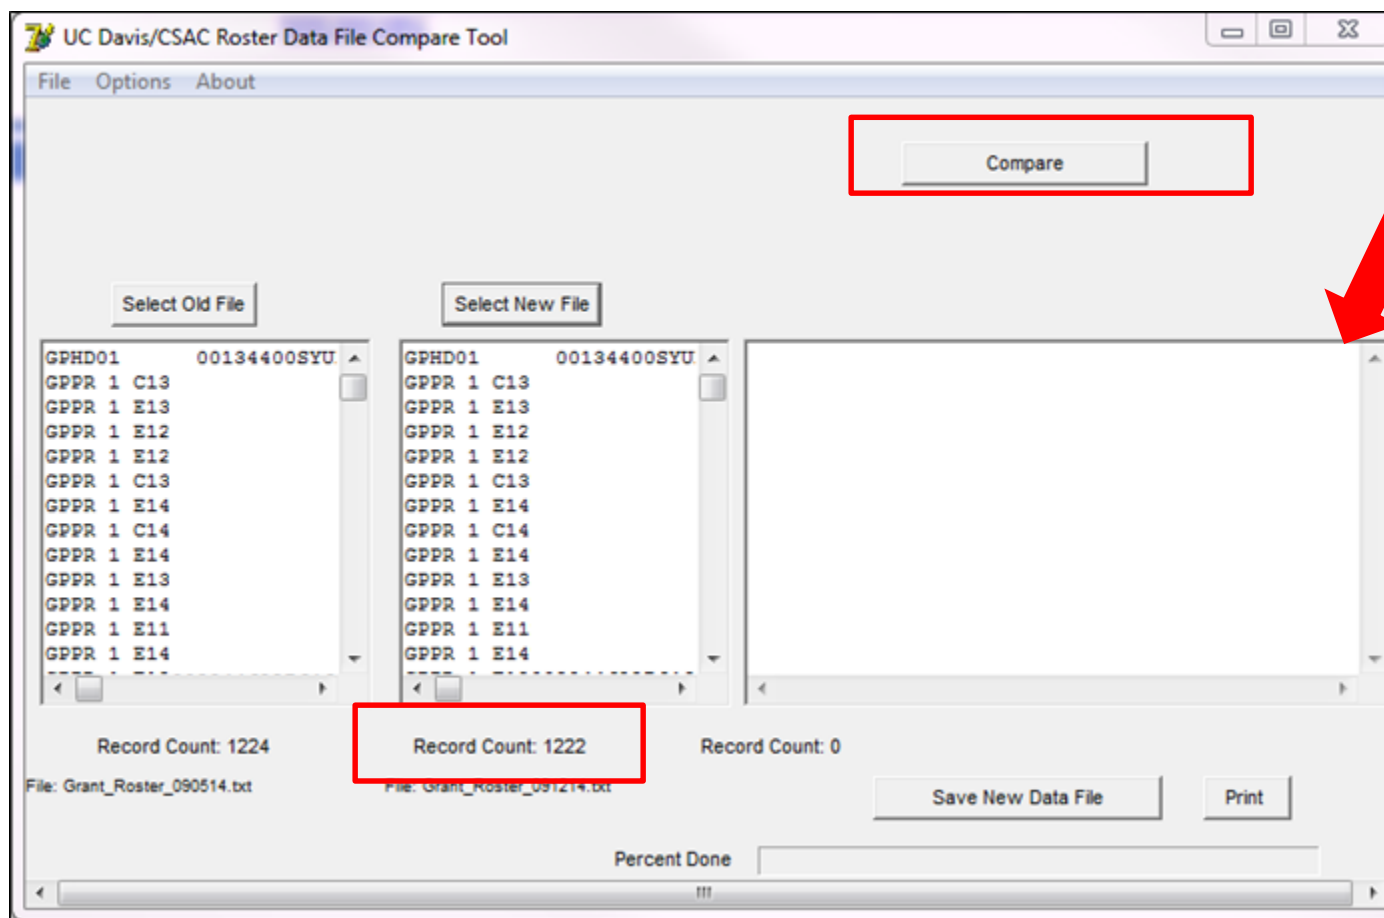 UC Davis/CSAC Roster Data File Compare Tool
File Options About
Compare
Select Old File
Select New File
GPHD01 00134400SYU
GPPR 1 C13
GPPR 1 E13
GPPR 1 E12
GPPR 1 E12
GPPR 1 C13
GPPR 1 E14
GPPR 1 C14
GPPR 1 E14
GPPR 1 E13
GPPR 1 E14
GPPR 1 E11
GPPR 1 E14
GPHD01 00134400SYU
GPPR 1 C13
GPPR 1 E13
GPPR 1 E12
GPPR 1 E12
GPPR 1 C13
GPPR 1 E14
GPPR 1 C14
GPPR 1 E14
GPPR 1 E13
GPPR 1 E14
GPPR 1 E11
GPPR 1 E14
Record Count: 1224
Record Count: 1222
Record Count: 0
File: Grant_Roster_090514.txt
File: Grant_Roster_091214.txt
Save New Data File
Print
Percent Done